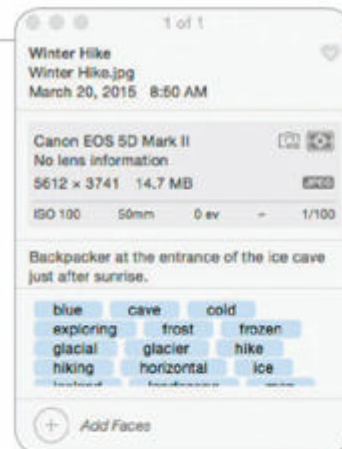 1 of 1
Winter Hike
Winter Hike.jpg
March 20, 2015 8:50 AM
Canon EOS 5D Mark II
No lens information
5612 × 3741 14.7 MB
JPEG
ISO 100 50mm 0 ev – 1/100
Backpacker at the entrance of the ice cave
just after sunrise.
blue cave cold
exploring frost frozen
glacial glacier hike
hiking horizontal ice
Add Faces